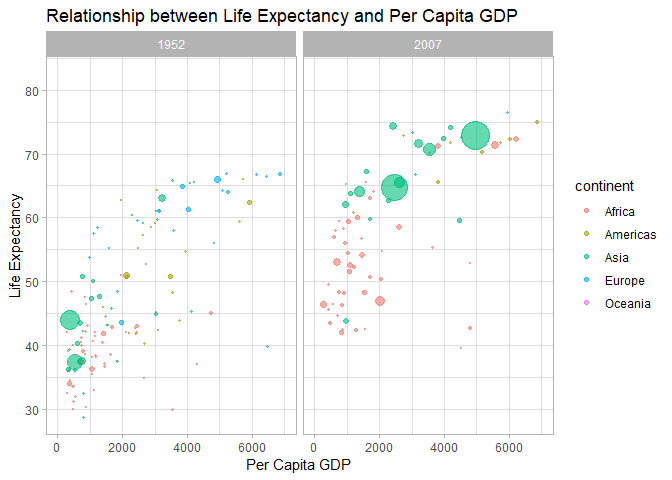 Relationship between Life Expectancy and Per Capita GDP
1952
2007
80
70
60
50
40
30
Life Expectancy
0
2000
4000
6000
0
2000
4000
6000
Per Capita GDP
continent
Africa
Americas
Asia
Europe
Oceania